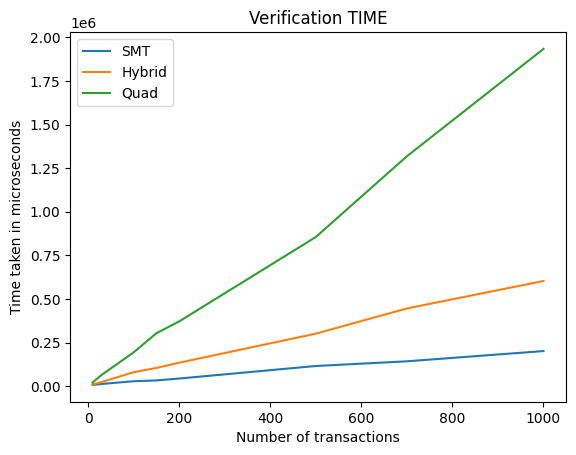 Verification TIME
1e6
2.00
1.75
1.50
1.25
1.00
0.75
0.50
0.25
0.00
Time taken in microseconds
SMT
Hybrid
Quad
0
200
400
600
800
1000
Number of transactions